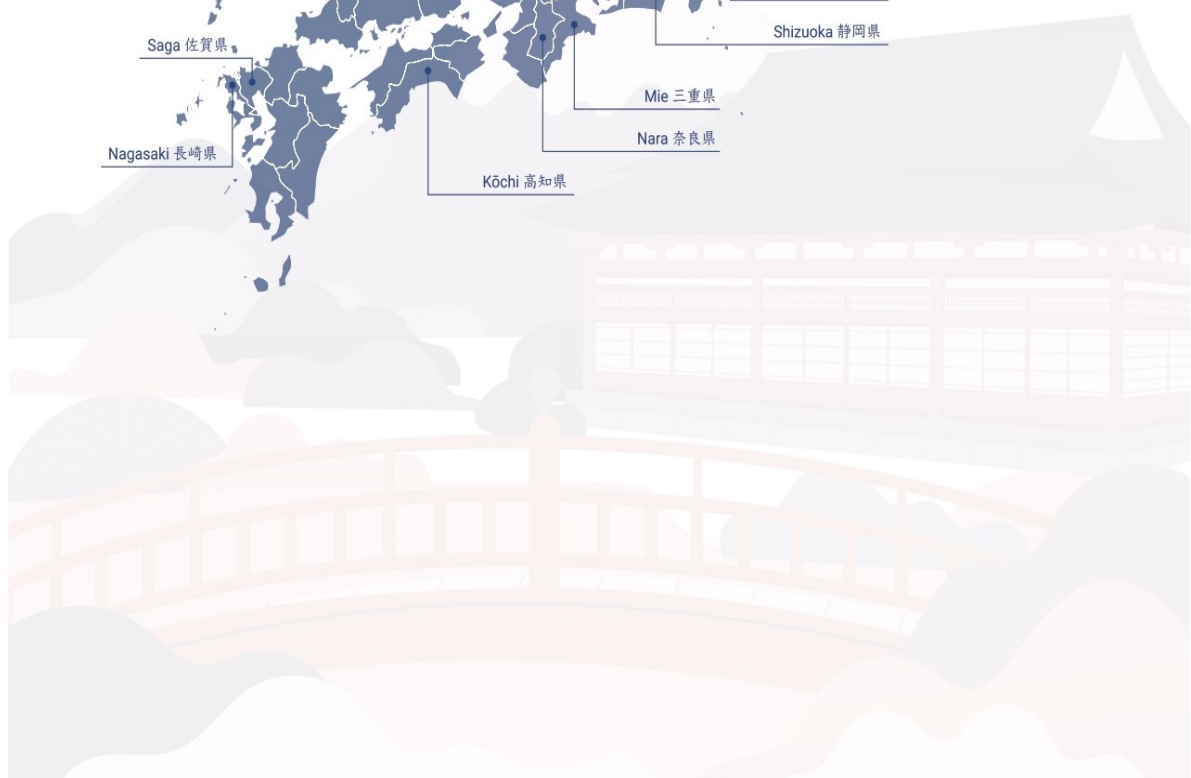 Shizuoka 静岡県
Saga 佐賀県
Mie 三重県
Nara 奈良県
Nagasaki 長崎県
Kōchi 高知県